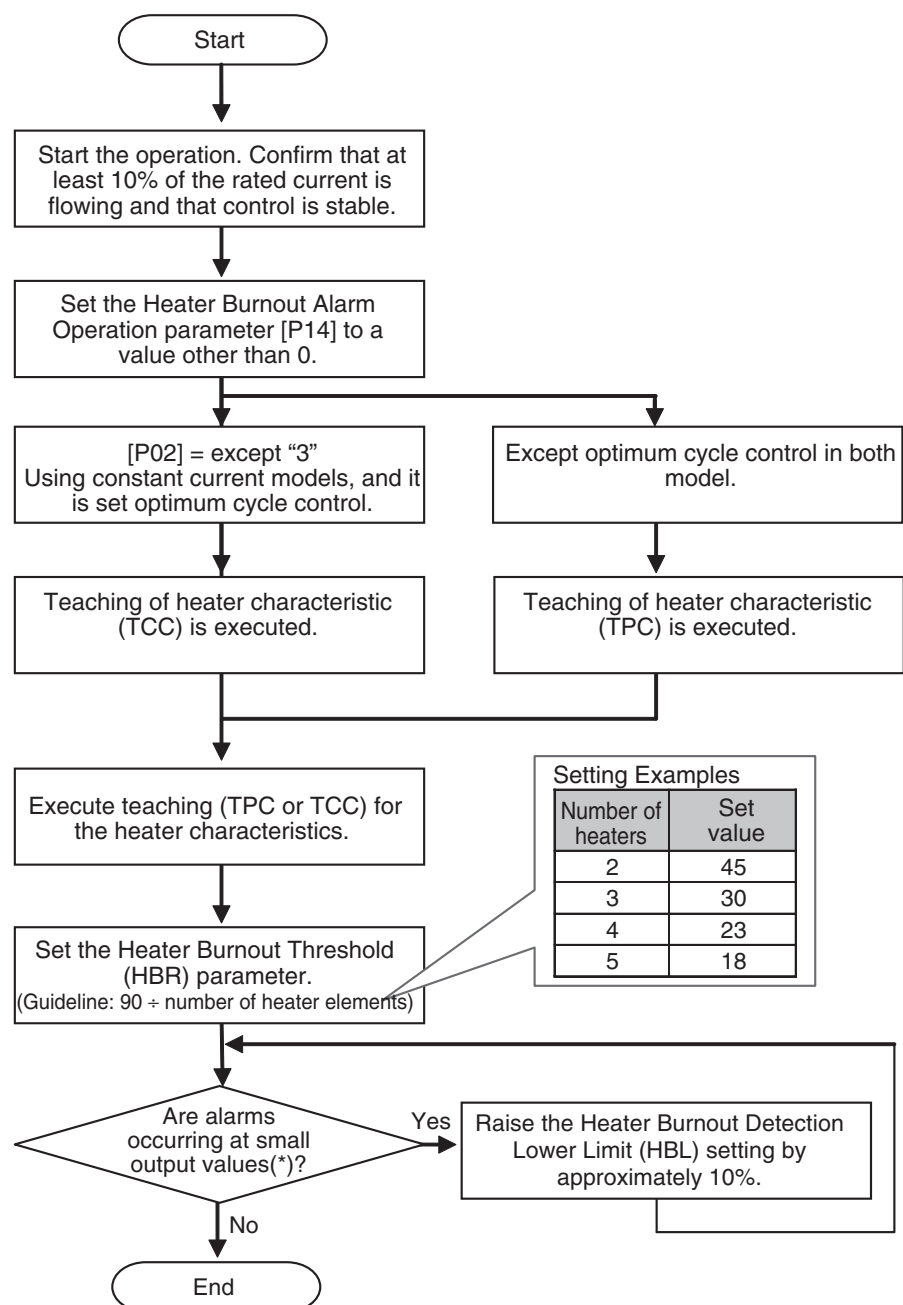 Start
Start the operation. Confirm that at
least 10% of the rated current is
flowing and that control is stable.
Set the Heater Burnout Alarm
Operation parameter [P14] to a
value other than 0.
[P02] = except “3”
Using constant current models, and it
is set optimum cycle control.
Except optimum cycle control in both
model.
Teaching of heater characteristic
(TCC) is executed.
Teaching of heater characteristic
(TPC) is executed.
Execute teaching (TPC or TCC) for
the heater characteristics.
Setting Examples
Number of heaters Set value
2 45
3 30
4 23
5 18
Set the Heater Burnout Threshold
(HBR) parameter.
(Guideline: 90 ÷ number of heater elements)
Are alarms
occurring at small
output values(*)?
Yes
Raise the Heater Burnout Detection
Lower Limit (HBL) setting by
approximately 10%.
No
End